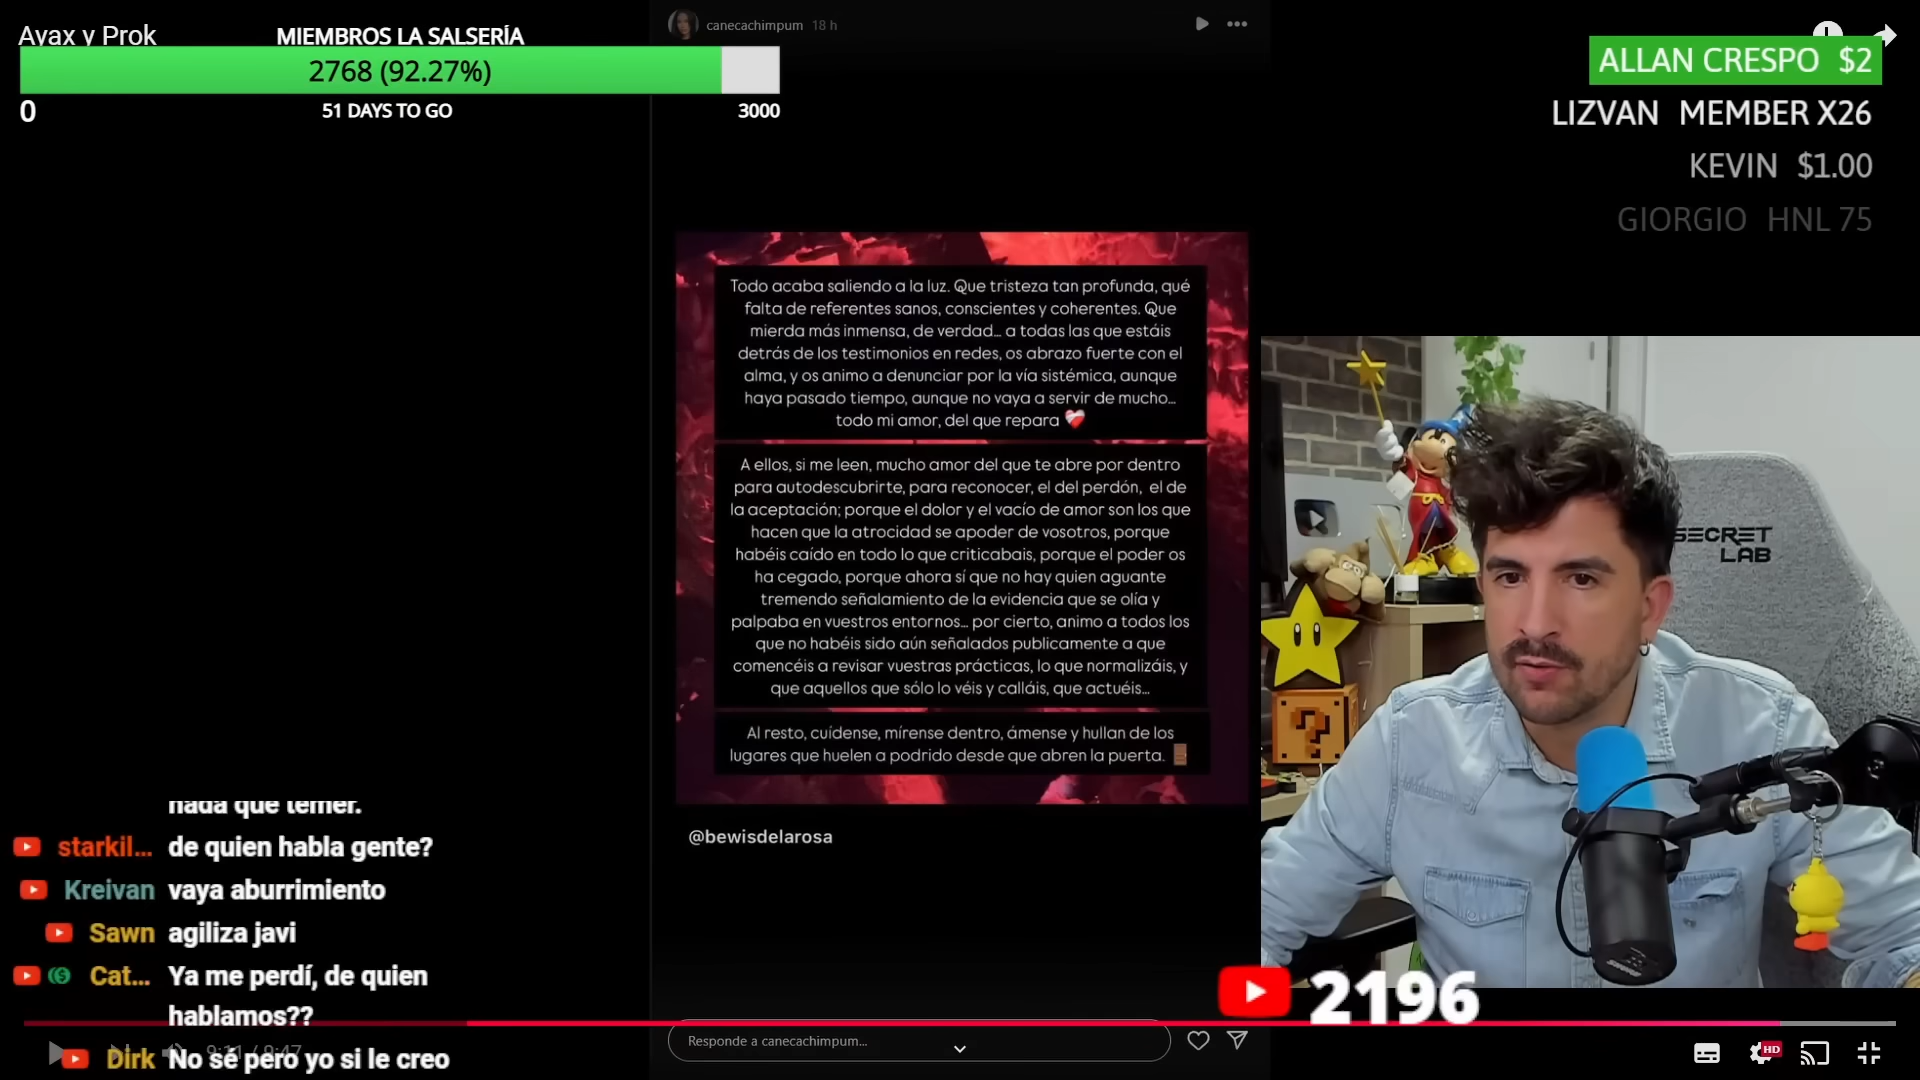 Ayax y Prok
MIEMBROS LA SALSERÍA
2768 (92.27%)
0
51 DAYS TO GO
3000
canecachimpum 18 h
ALLAN CRESPO $2
LIZVAN MEMBER X26
KEVIN $1.00
GIORGIO HNL 75
Todo acaba saliendo a la luz. Que tristeza tan profunda, qué
falta de referentes sanos, conscientes y coherentes. Que
mierda más inmensa, de verdad... a todas las que estáis
detrás de los testimonios en redes, os abrazo fuerte con el
alma, y os animo a denunciar por la vía sistémica, aunque
haya pasado tiempo, aunque no vaya a servir de mucho...
todo mi amor, del que repara ❤️‍🩹
A ellos, si me leen, mucho amor del que te abre por dentro
para autodescubrirte, para reconocer, el del perdón, el de
la aceptación; porque el dolor y el vacío de amor son los que
hacen que la atrocidad se apoder de vosotros, porque
habéis caído en todo lo que criticabais, porque el poder os
ha cegado, porque ahora sí que no hay quien aguante
tremendo señalamiento de la evidencia que se olía y
palpaba en vuestros entornos... por cierto, animo a todos los
que no habéis sido aún señalados publicamente a que
comencéis a revisar vuestras prácticas, lo que normalizáis, y
que aquellos que sólo lo véis y calláis, que actuéis...
Al resto, cuídense, mírense dentro, ámense y hullan de los
lugares que huelen a podrido desde que abren la puerta. 🚪
@bewisdelarosa
SECRET
LAB
nada que temer.
starkil... de quien habla gente?
Kreivan vaya aburrimiento
Sawn agiliza javi
Cat... Ya me perdí, de quien
hablamos??
Dirk No sé pero yo si le creo
9:11 / 9:47
Responde a canecachimpum...
2196
HD
SHURE